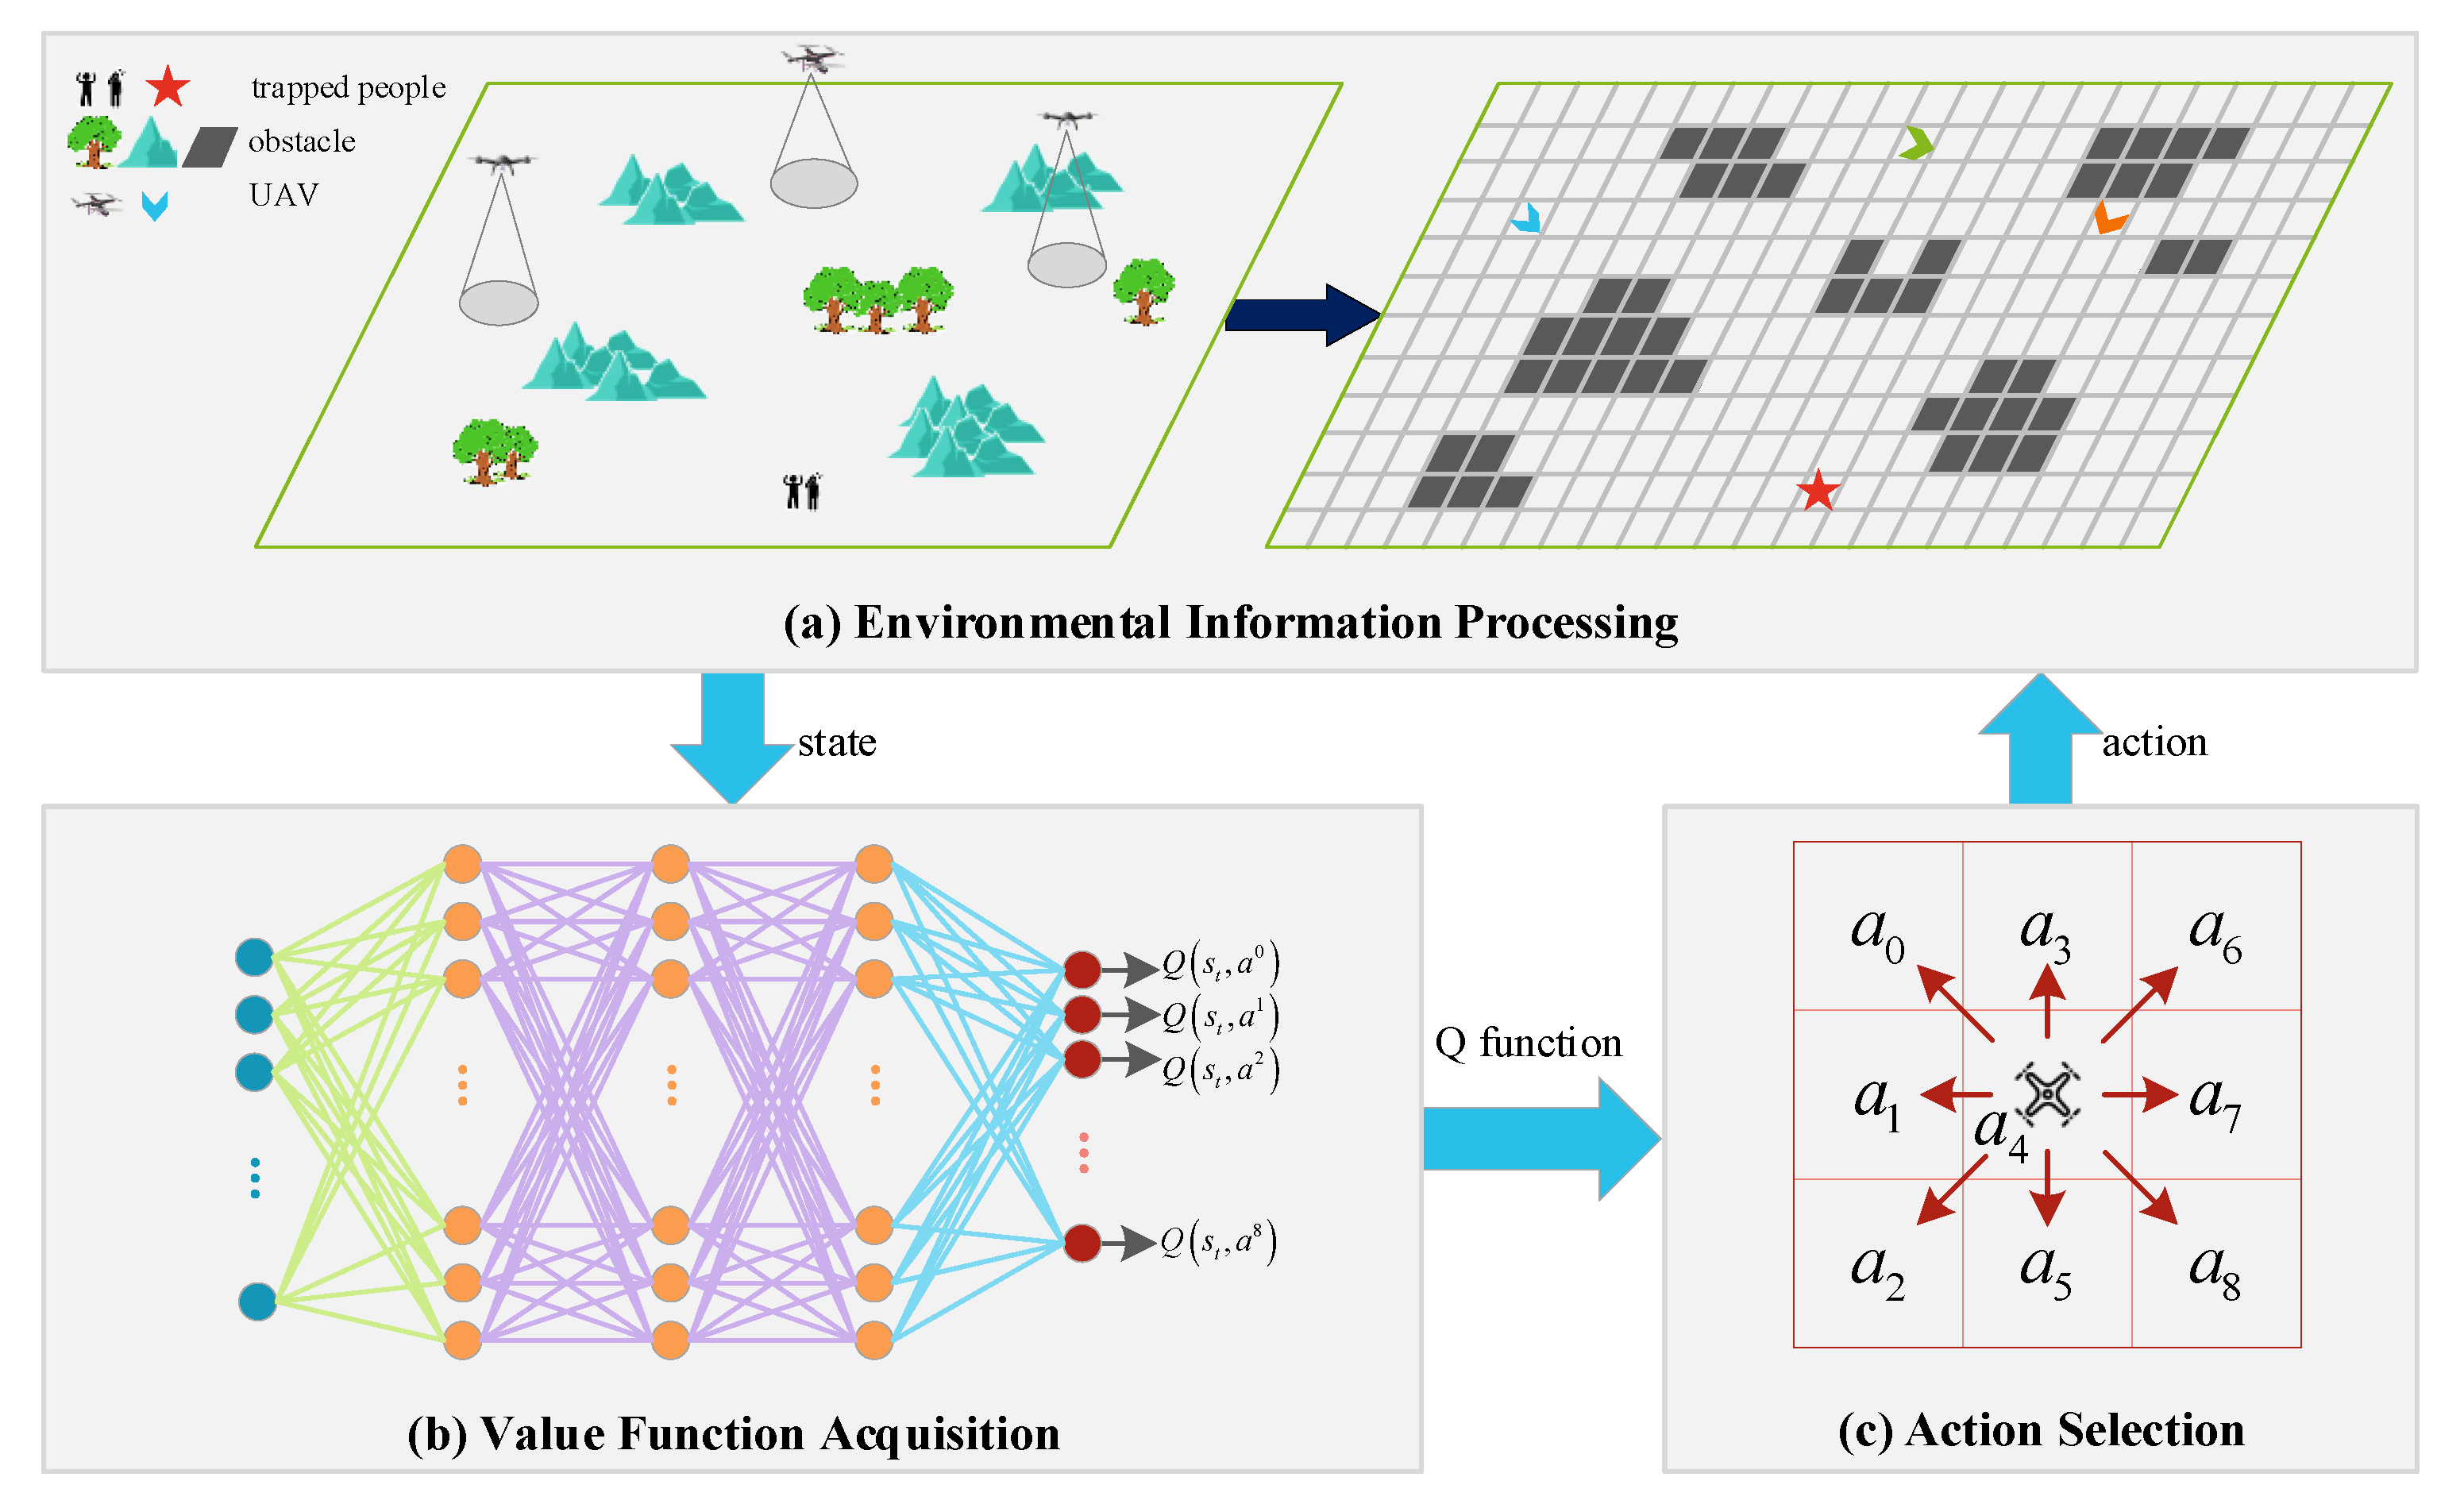 trapped people
obstacle
UAV
(a) Environmental Information Processing
state
action
Q(s_t, a^0)
Q(s_t, a^1)
Q(s_t, a^2)
Q(s_t, a^8)
(b) Value Function Acquisition
Q function
a_0 a_3 a_6
a_1 a_4 a_7
a_2 a_5 a_8
(c) Action Selection